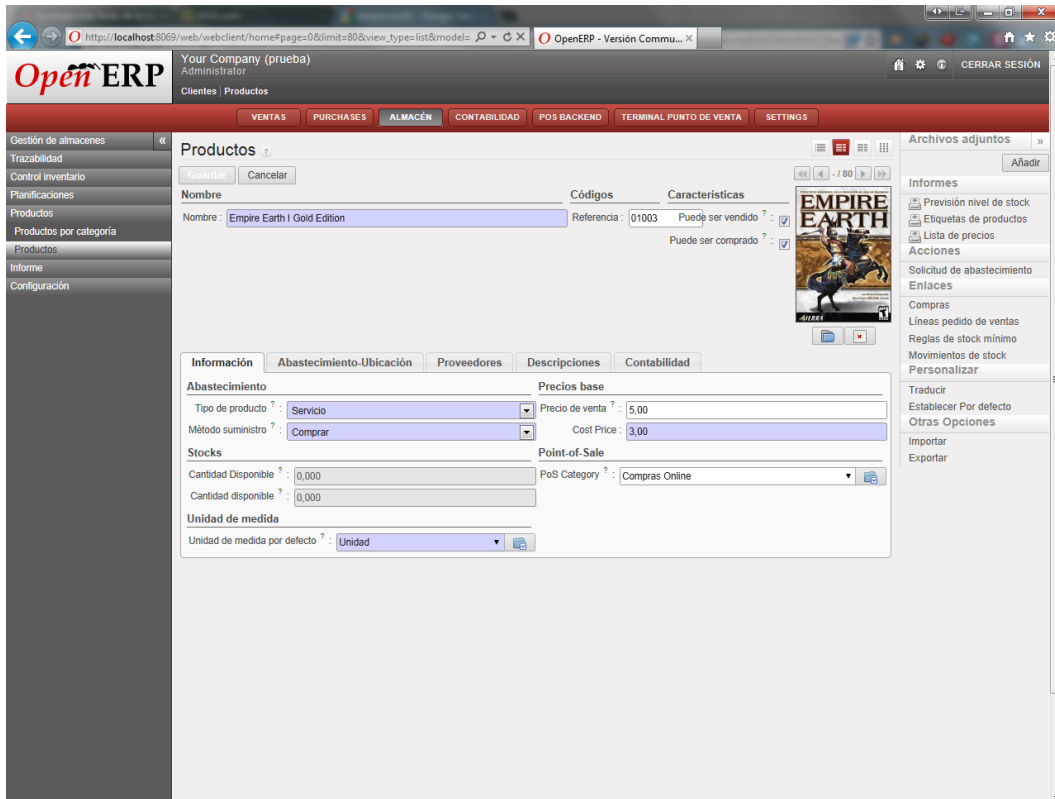 http://localhost:8069/web/webclient/home#page=0&limit=80&view_type=list&model=
OpenERP - Versión Commu...
Open ERP
Your Company (prueba)
Administrator
CERRAR SESIÓN
Clientes | Productos
VENTAS
PURCHASES
ALMACÉN
CONTABILIDAD
POS BACKEND
TERMINAL PUNTO DE VENTA
SETTINGS
Gestión de almacenes «
Trazabilidad
Control inventario
Planificaciones
Productos
Productos por categoría
Productos
Informe
Configuración
Productos ?
Guardar Cancelar
- / 80
Nombre
Nombre : Empire Earth I Gold Edition
Códigos
Referencia : 01003
Características
Puede ser vendido ? :
Puede ser comprado ? :
EMPIRE
EARTH
SIERRA
Información
Abastecimiento-Ubicación
Proveedores
Descripciones
Contabilidad
Abastecimiento
Tipo de producto ? : Servicio
Método suministro ? : Comprar
Precios base
Precio de venta ? : 5,00
Cost Price : 3,00
Stocks
Cantidad Disponible ? : 0,000
Cantidad disponible ? : 0,000
Point-of-Sale
PoS Category ? : Compras Online
Unidad de medida
Unidad de medida por defecto ? : Unidad
Archivos adjuntos »
Añadir
Informes
Previsión nivel de stock
Etiquetas de productos
Lista de precios
Acciones
Solicitud de abastecimiento
Enlaces
Compras
Líneas pedido de ventas
Reglas de stock mínimo
Movimientos de stock
Personalizar
Traducir
Establecer Por defecto
Otras Opciones
Importar
Exportar